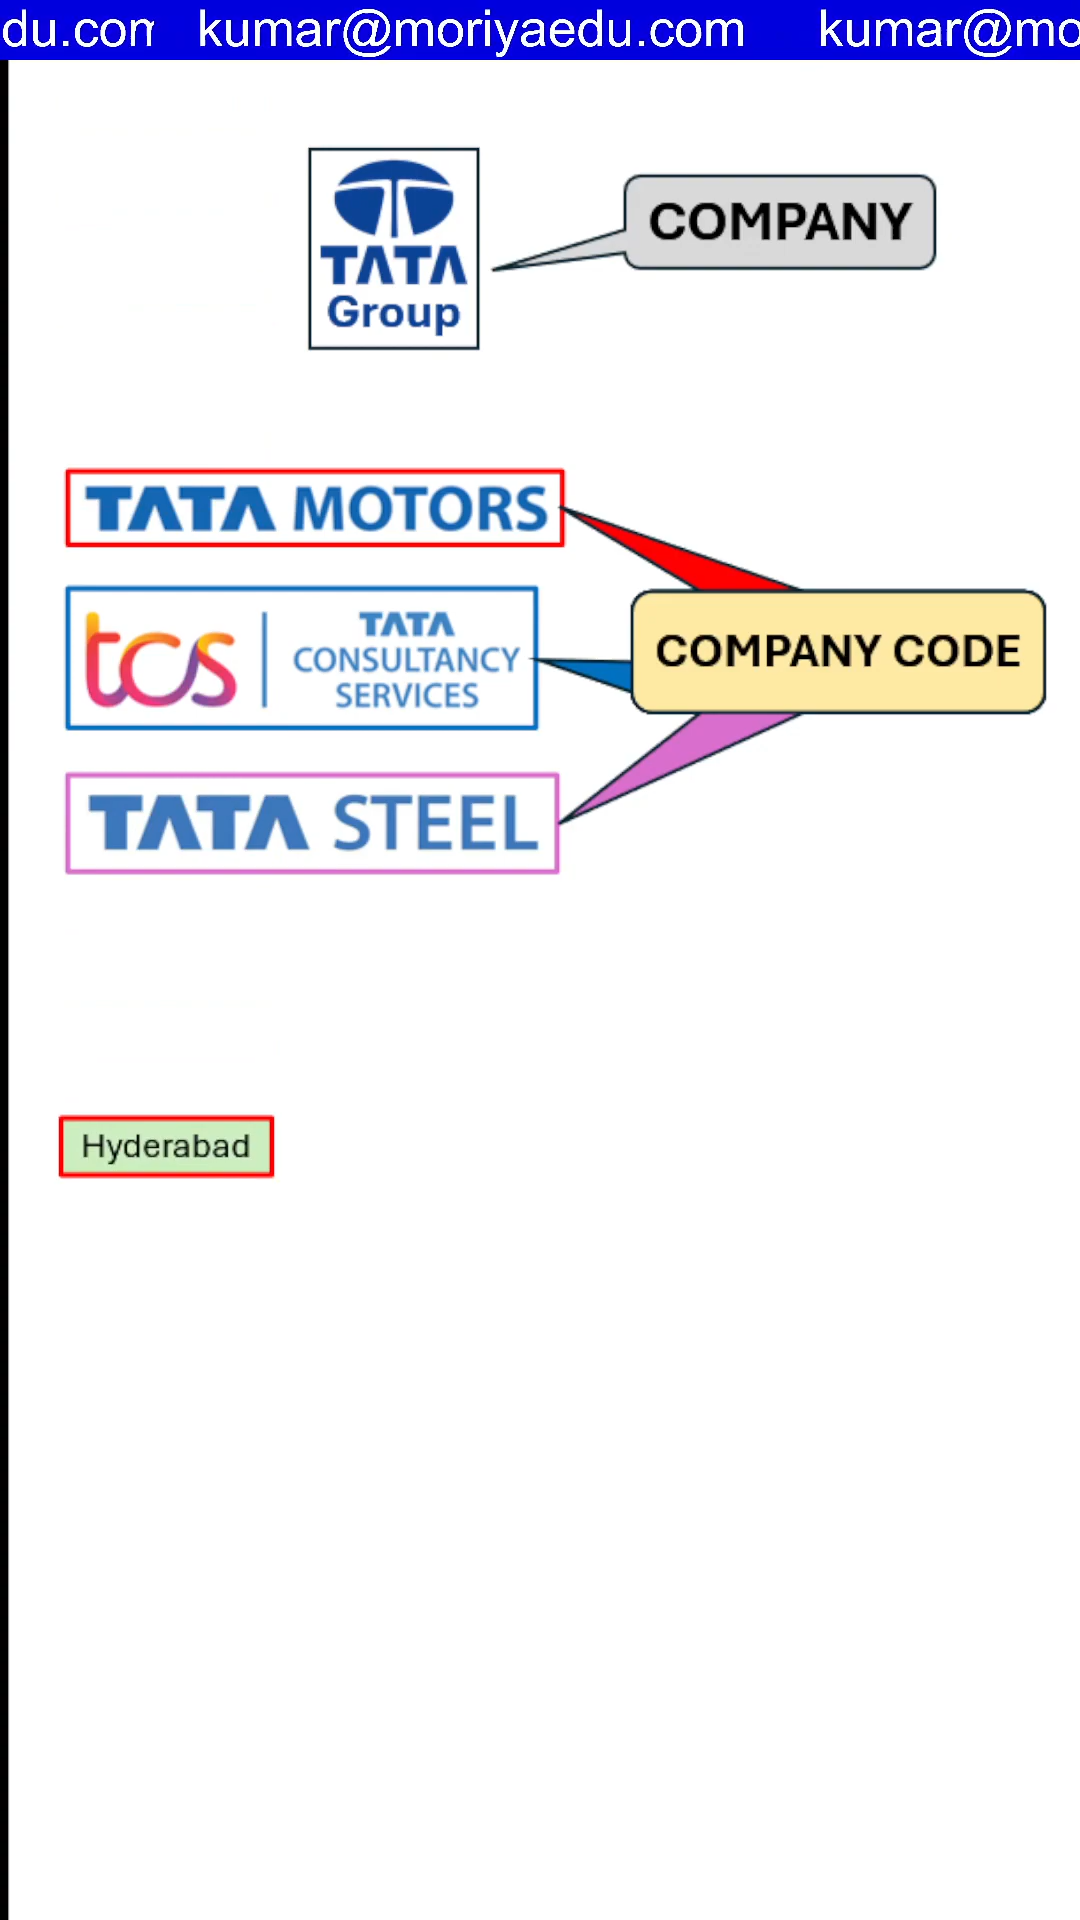 du.com kumar@moriyaedu.com kumar@mo
TATA
Group
COMPANY
TATA MOTORS
tcs
TATA
CONSULTANCY
SERVICES
COMPANY CODE
TATA STEEL
Hyderabad